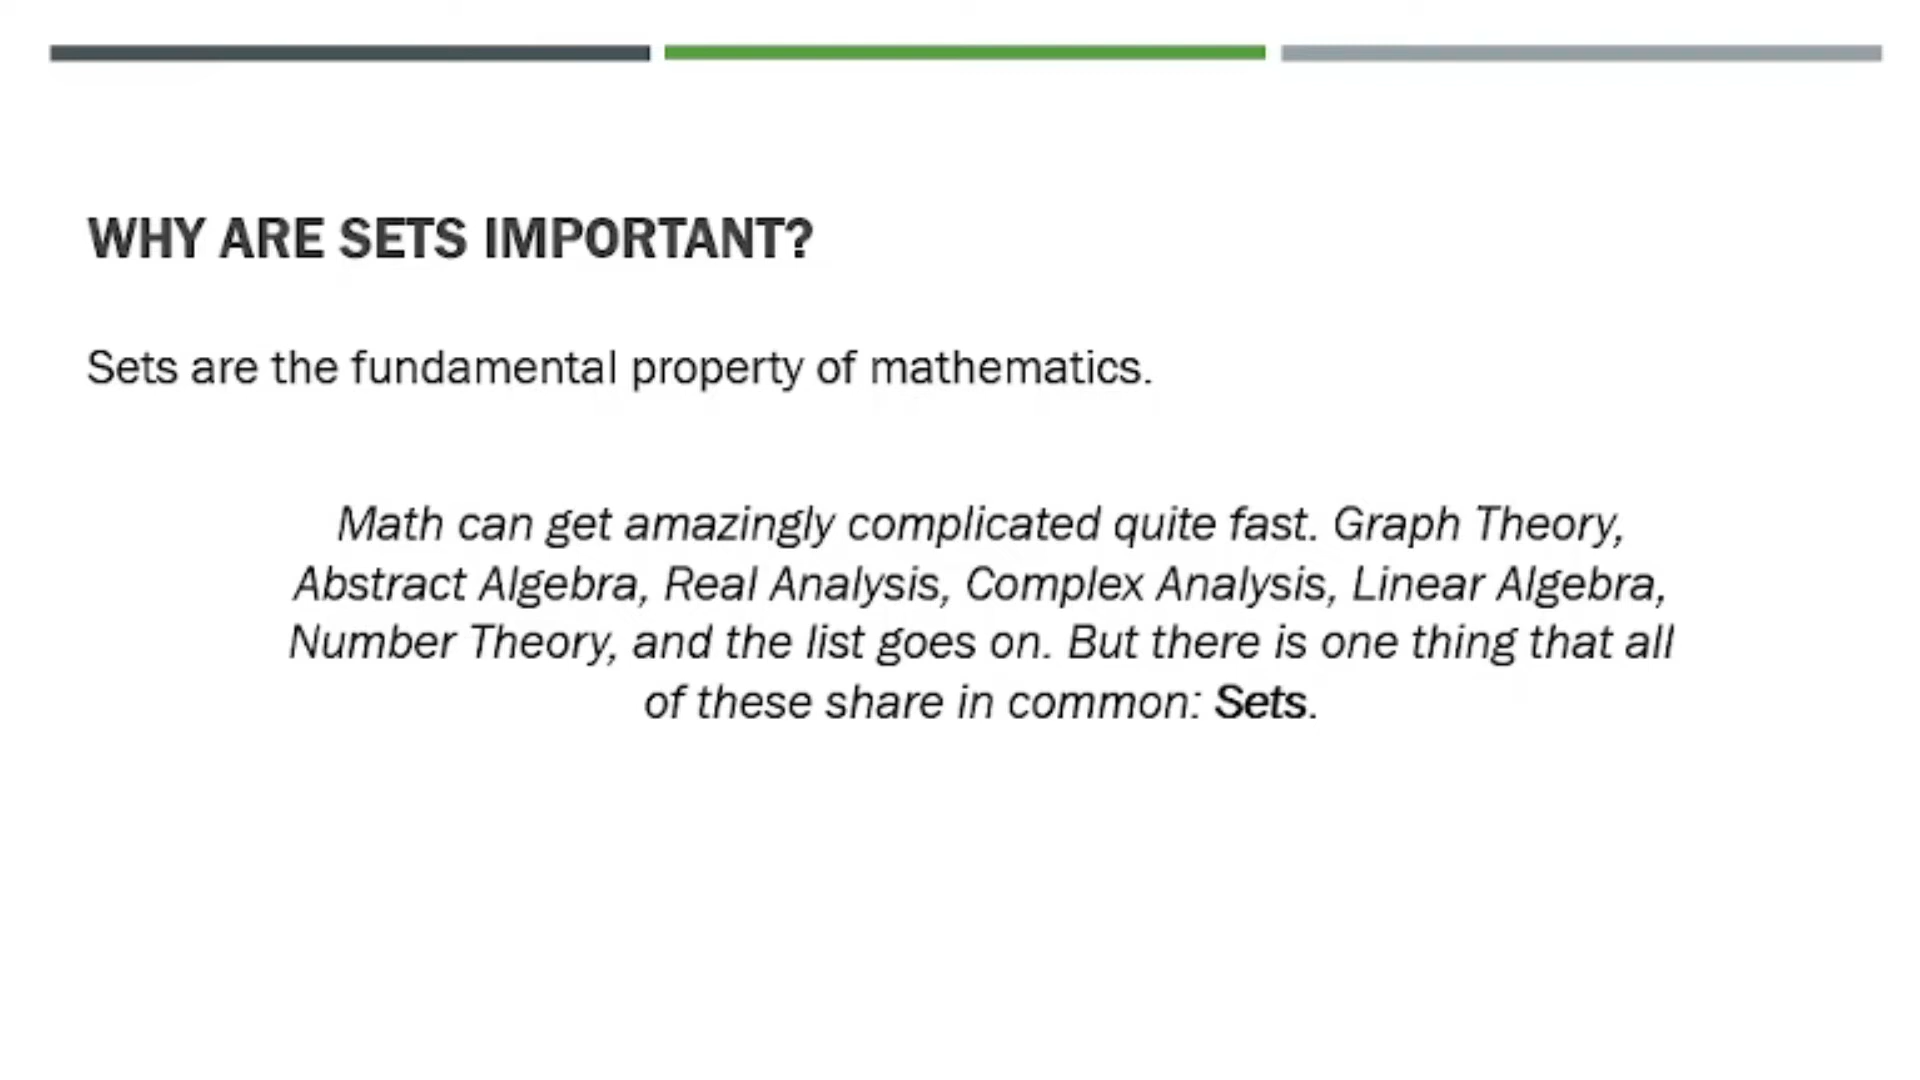 WHY ARE SETS IMPORTANT?
Sets are the fundamental property of mathematics.
Math can get amazingly complicated quite fast. Graph Theory,
Abstract Algebra, Real Analysis, Complex Analysis, Linear Algebra,
Number Theory, and the list goes on. But there is one thing that all
of these share in common: Sets.